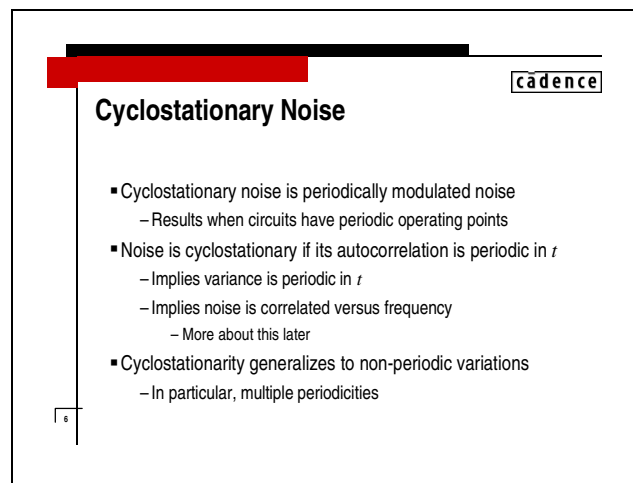 cādence
Cyclostationary Noise
▪ Cyclostationary noise is periodically modulated noise
– Results when circuits have periodic operating points
▪ Noise is cyclostationary if its autocorrelation is periodic in t
– Implies variance is periodic in t
– Implies noise is correlated versus frequency
– More about this later
▪ Cyclostationarity generalizes to non-periodic variations
– In particular, multiple periodicities
6